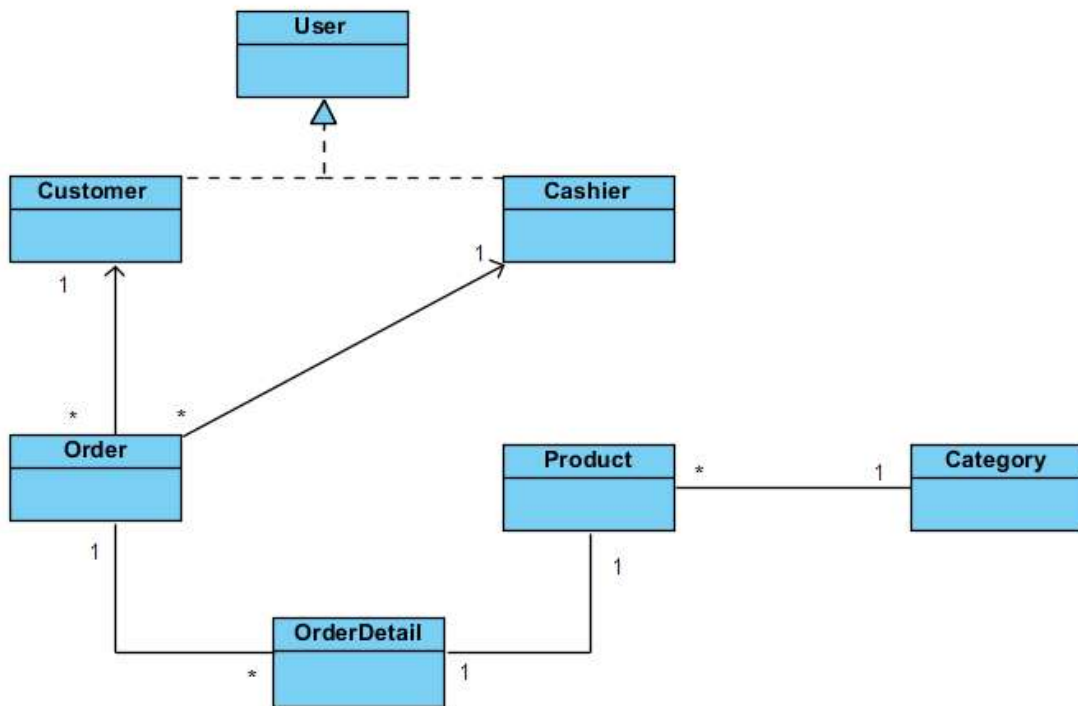 User
Customer
Cashier
1
1
*
*
Order
Product
Category
*
1
1
1
OrderDetail
*
1